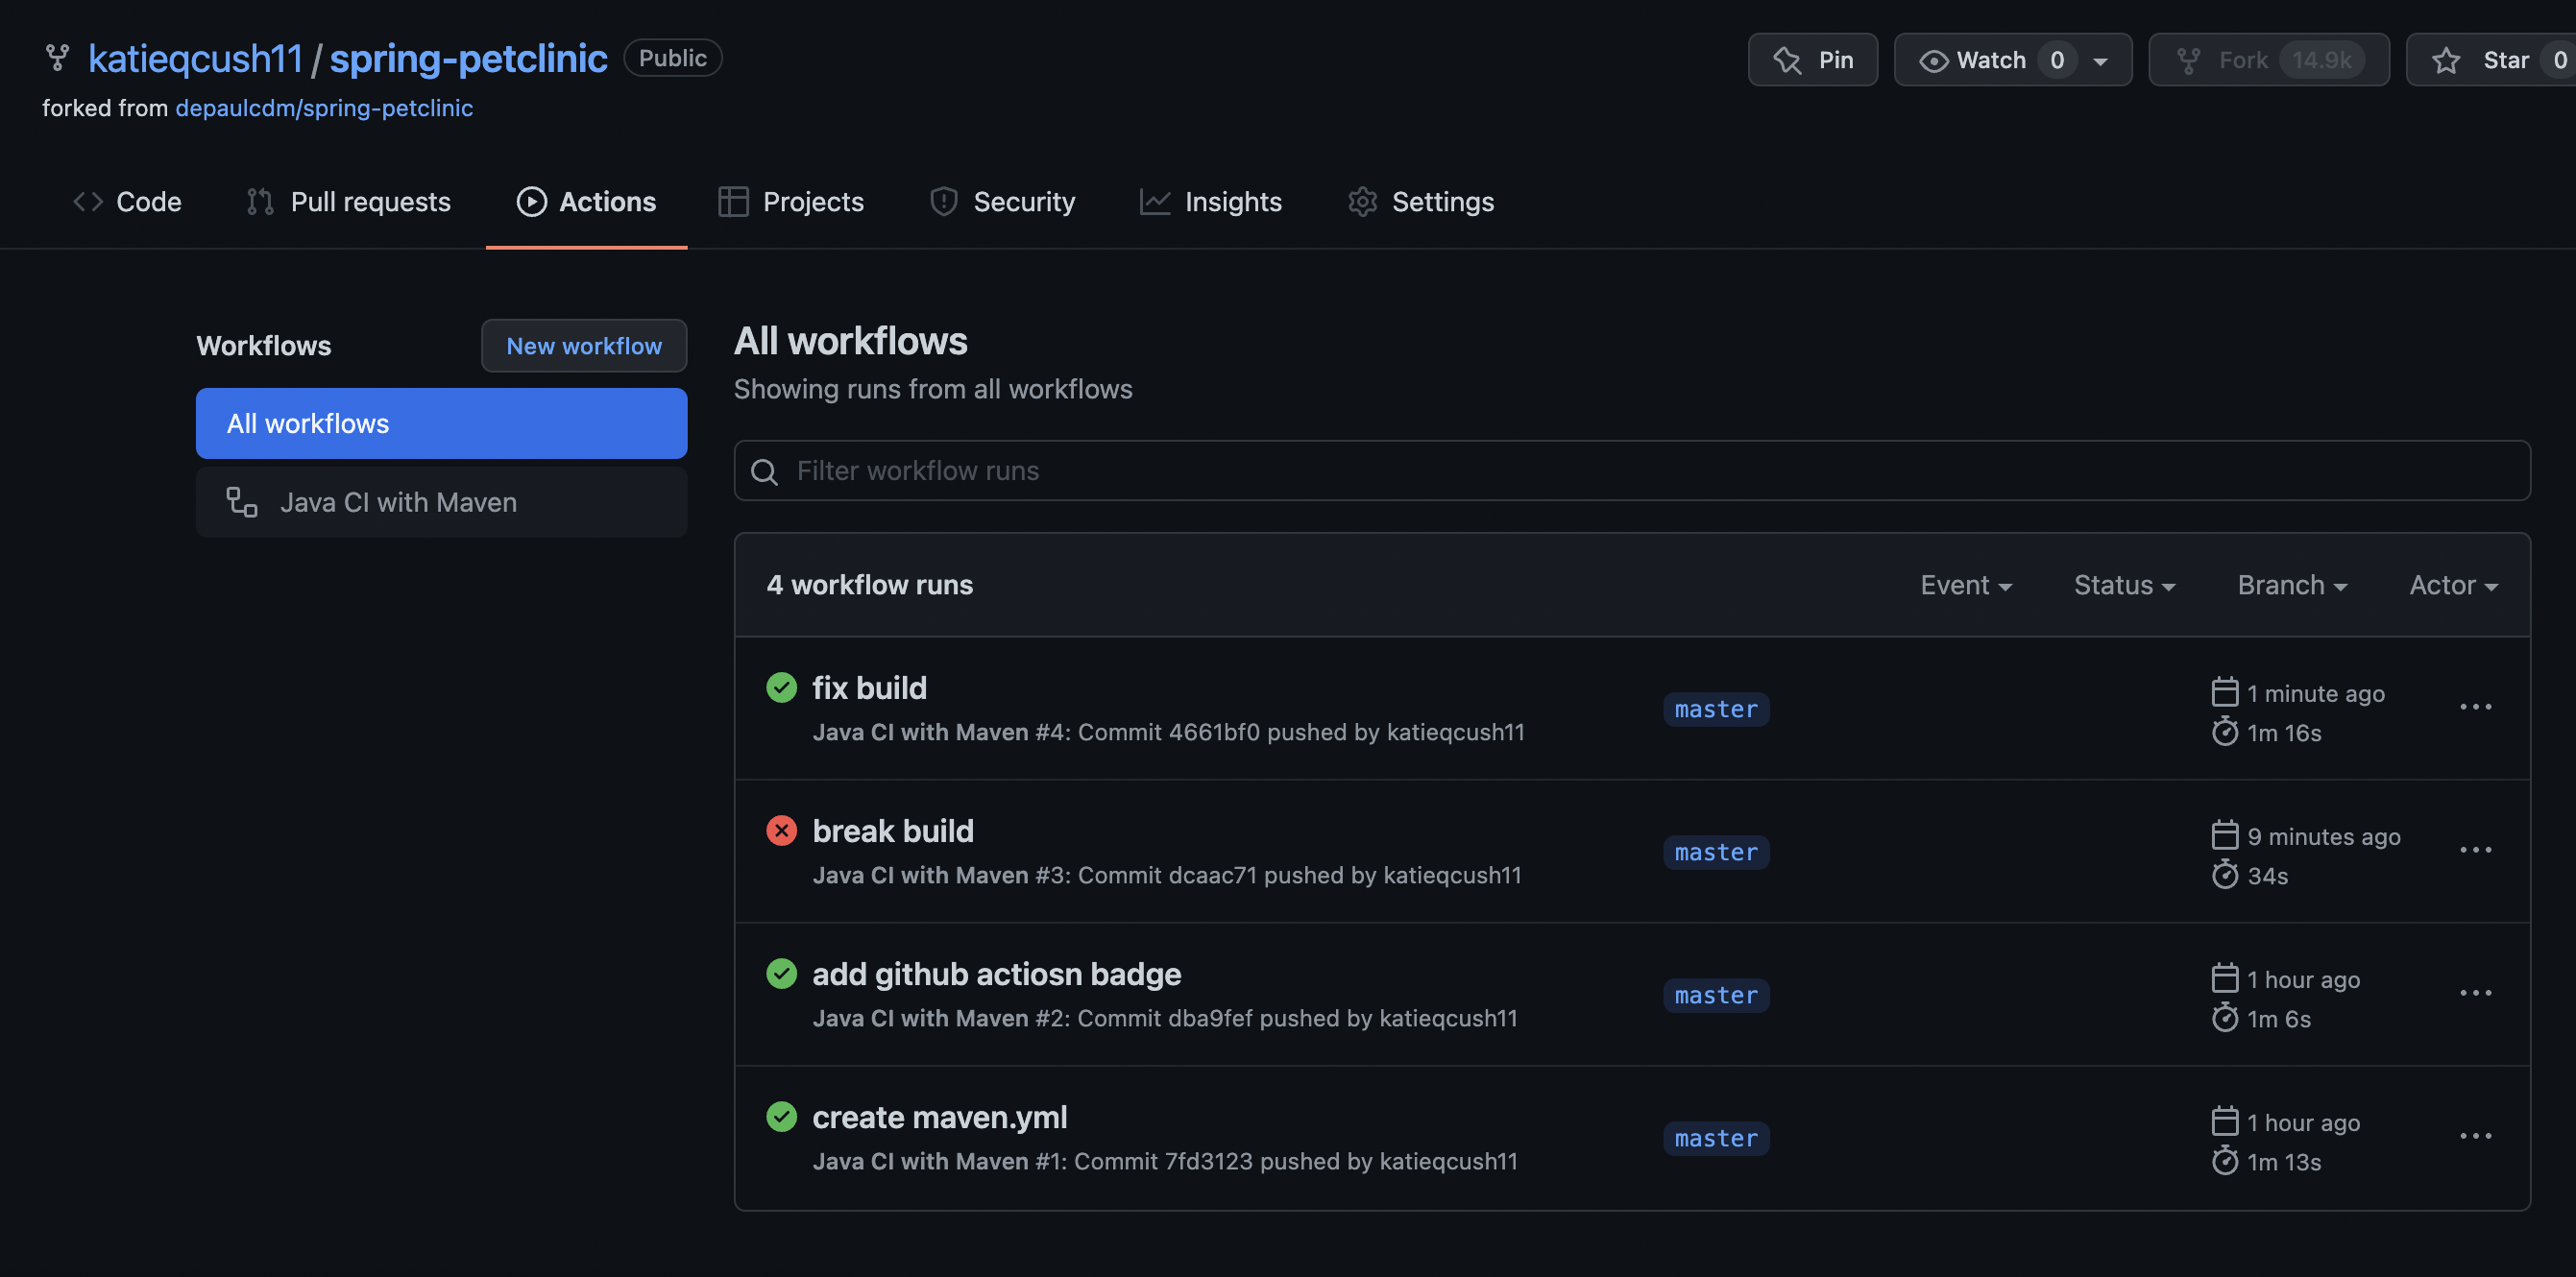 katieqcush11 / spring-petclinic Public
Pin
Watch 0
Fork 14.9k
Star 0
forked from depaulcdm/spring-petclinic
Code
Pull requests
Actions
Projects
Security
Insights
Settings
Workflows
New workflow
All workflows
Java CI with Maven
All workflows
Showing runs from all workflows
Filter workflow runs
4 workflow runs
Event
Status
Branch
Actor
fix build
Java CI with Maven #4: Commit 4661bf0 pushed by katieqcush11
master
1 minute ago
1m 16s
break build
Java CI with Maven #3: Commit dcaac71 pushed by katieqcush11
master
9 minutes ago
34s
add github actiosn badge
Java CI with Maven #2: Commit dba9fef pushed by katieqcush11
master
1 hour ago
1m 6s
create maven.yml
Java CI with Maven #1: Commit 7fd3123 pushed by katieqcush11
master
1 hour ago
1m 13s